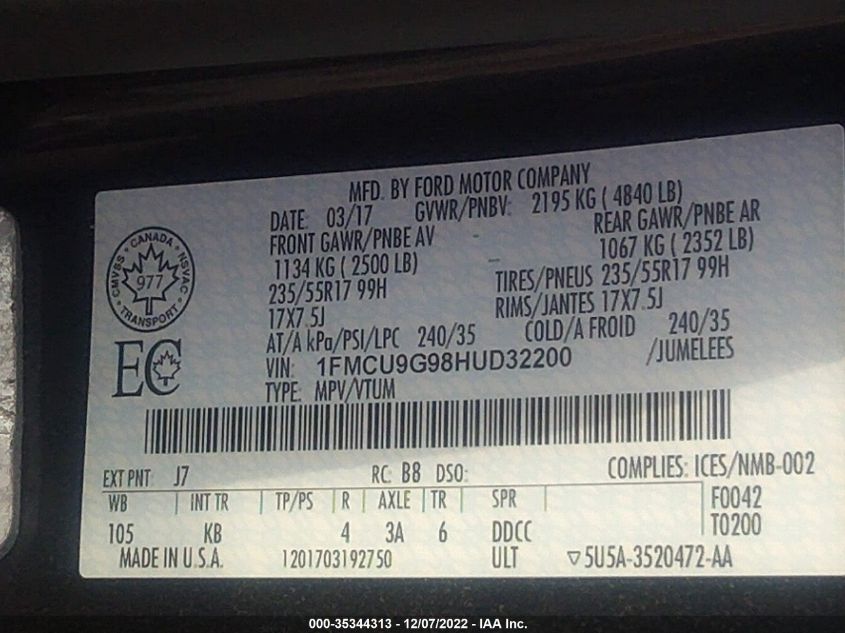 MFD. BY FORD MOTOR COMPANY
DATE: 03/17 GVWR/PNBV: 2195 KG ( 4840 LB)
FRONT GAWR/PNBE AV REAR GAWR/PNBE AR
1134 KG ( 2500 LB) 1067 KG ( 2352 LB)
235/55R17 99H TIRES/PNEUS 235/55R17 99H
17X7.5J RIMS/JANTES 17X7.5J
AT/A kPa/PSI/LPC 240/35 COLD/A FROID 240/35
VIN: 1FMCU9G98HUD32200 /JUMELEES
TYPE: MPV/VTUM
CANADA
CMVSS NSVAC
977
TRANSPORT
EC
EXT PNT: J7 RC: B8 DSO: COMPLIES: ICES/NMB-002
WB INT TR TP/PS R AXLE TR SPR F0042
105 KB 4 3A 6 DDCC T0200
MADE IN U.S.A. 1201703192750 ULT ▽5U5A-3520472-AA
000-35344313 - 12/07/2022 - IAA Inc.